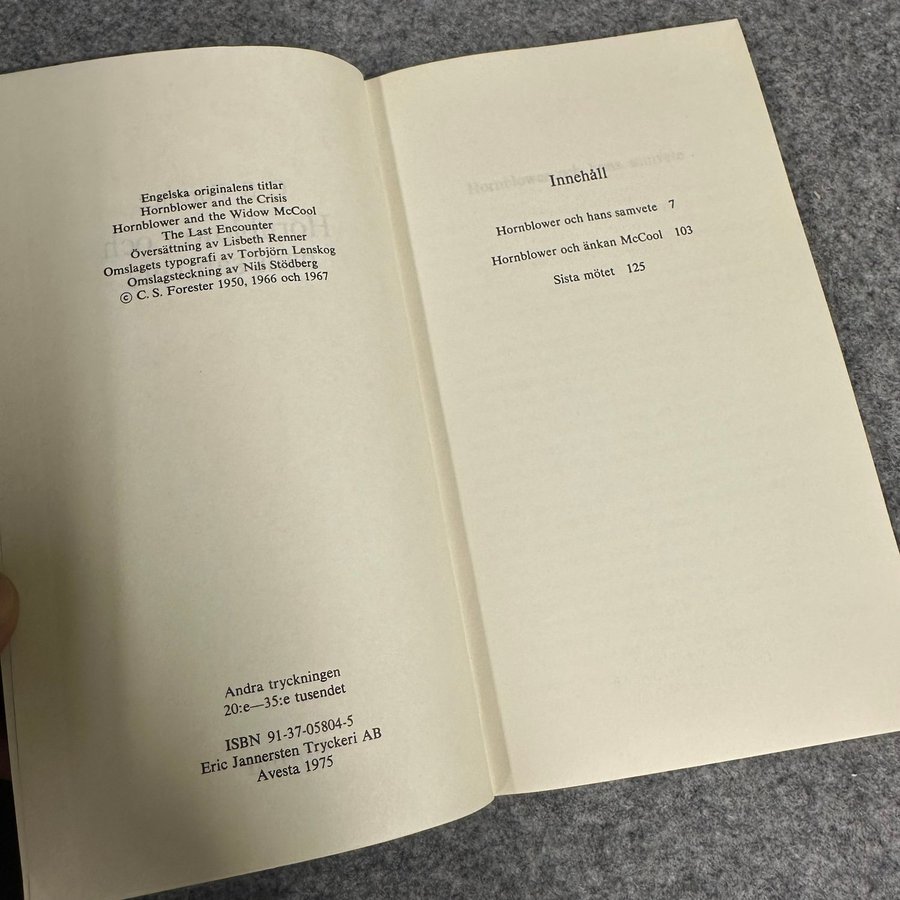 Engelska originalens titlar
Hornblower and the Crisis
Hornblower and the Widow McCool
The Last Encounter
Översättning av Lisbeth Renner
Omslagets typografi av Torbjörn Lenskog
Omslagsteckning av Nils Stödberg
© C. S. Forester 1950, 1966 och 1967
Andra tryckningen
20:e—35:e tusendet
ISBN 91-37-05804-5
Eric Jannersten Tryckeri AB
Avesta 1975
Innehåll
Hornblower och hans samvete 7
Hornblower och änkan McCool 103
Sista mötet 125